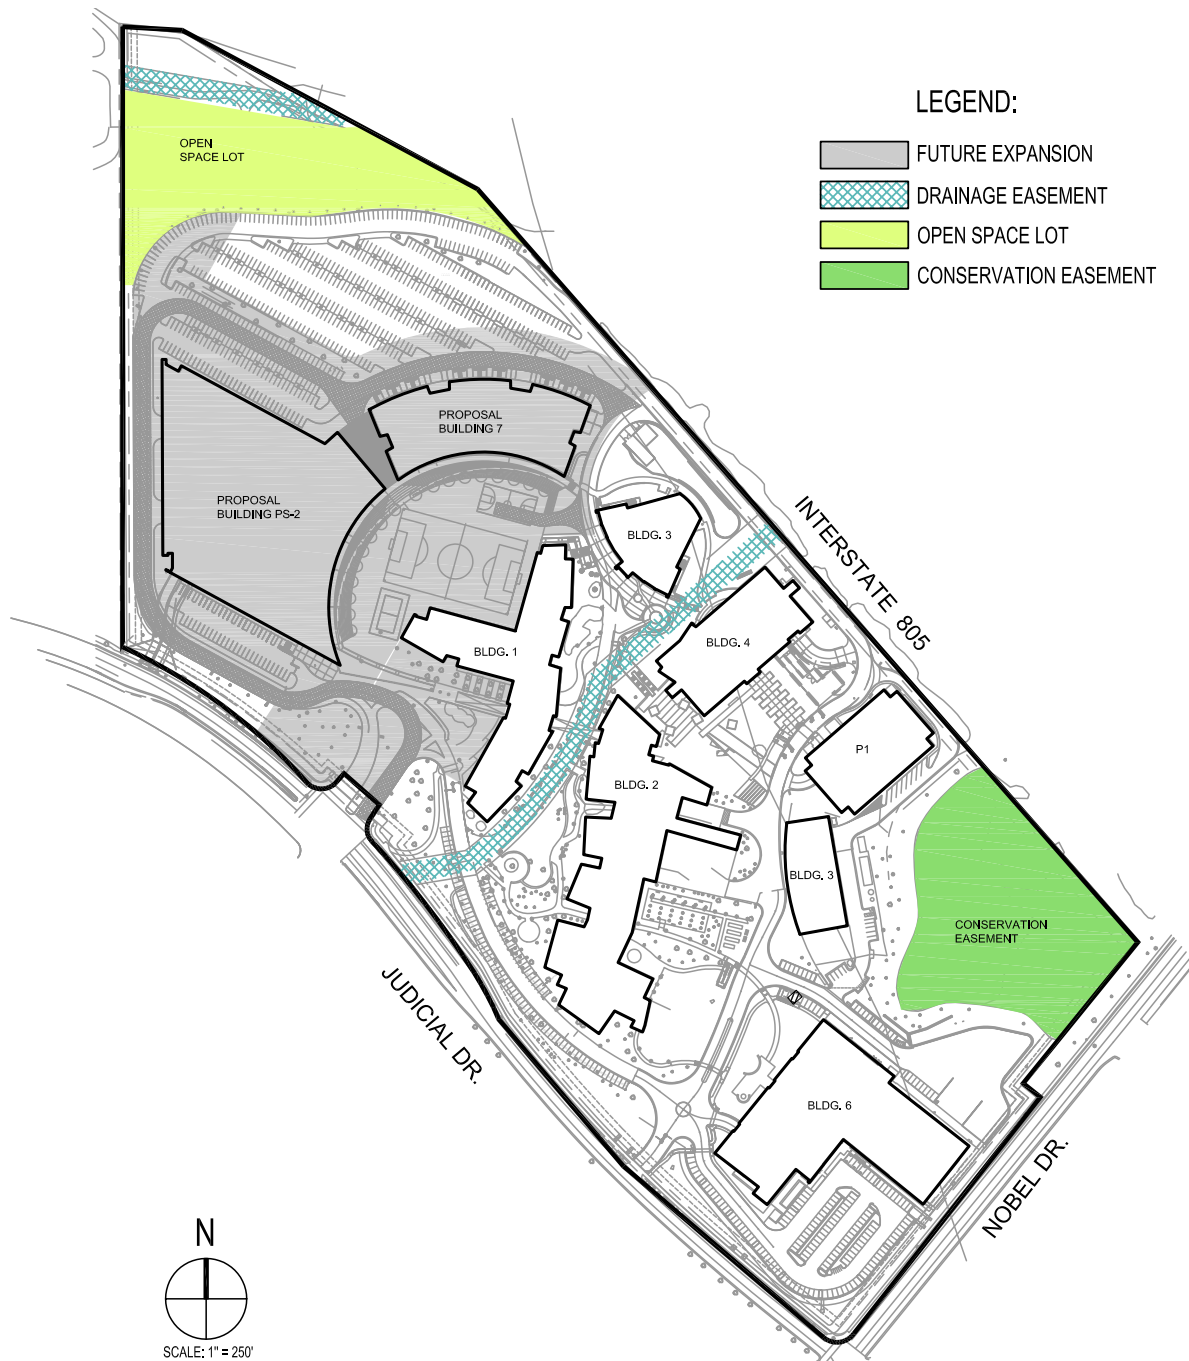 LEGEND:
FUTURE EXPANSION
DRAINAGE EASEMENT
OPEN SPACE LOT
CONSERVATION EASEMENT
OPEN
SPACE LOT
PROPOSAL
BUILDING 7
PROPOSAL
BUILDING PS-2
BLDG. 3
INTERSTATE 805
BLDG. 4
BLDG. 1
P1
BLDG. 2
BLDG. 3
CONSERVATION
EASEMENT
JUDICIAL DR.
BLDG. 6
NOBEL DR.
N
SCALE: 1" = 250'